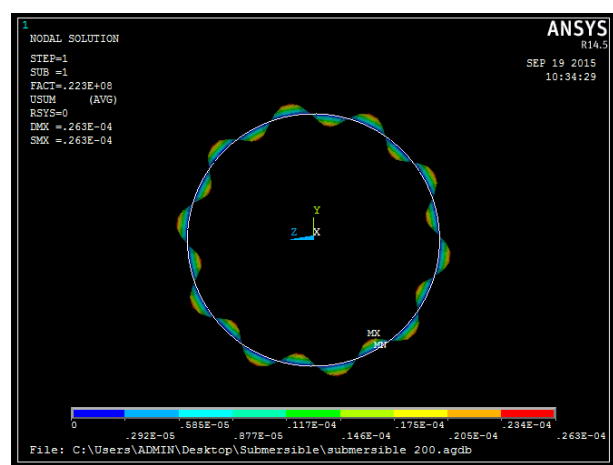 1
NODAL SOLUTION
STEP=1
SUB =1
FACT=.223E+08
USUM (AVG)
RSYS=0
DMX =.263E-04
SMX =.263E-04
ANSYS
R14.5
SEP 19 2015
10:34:29
Y
Z X
MX
MN
0 .585E-05 .117E-04 .175E-04 .234E-04
.292E-05 .877E-05 .146E-04 .205E-04 .263E-04
File: C:\Users\ADMIN\Desktop\Submersible\submersible 200.agdb